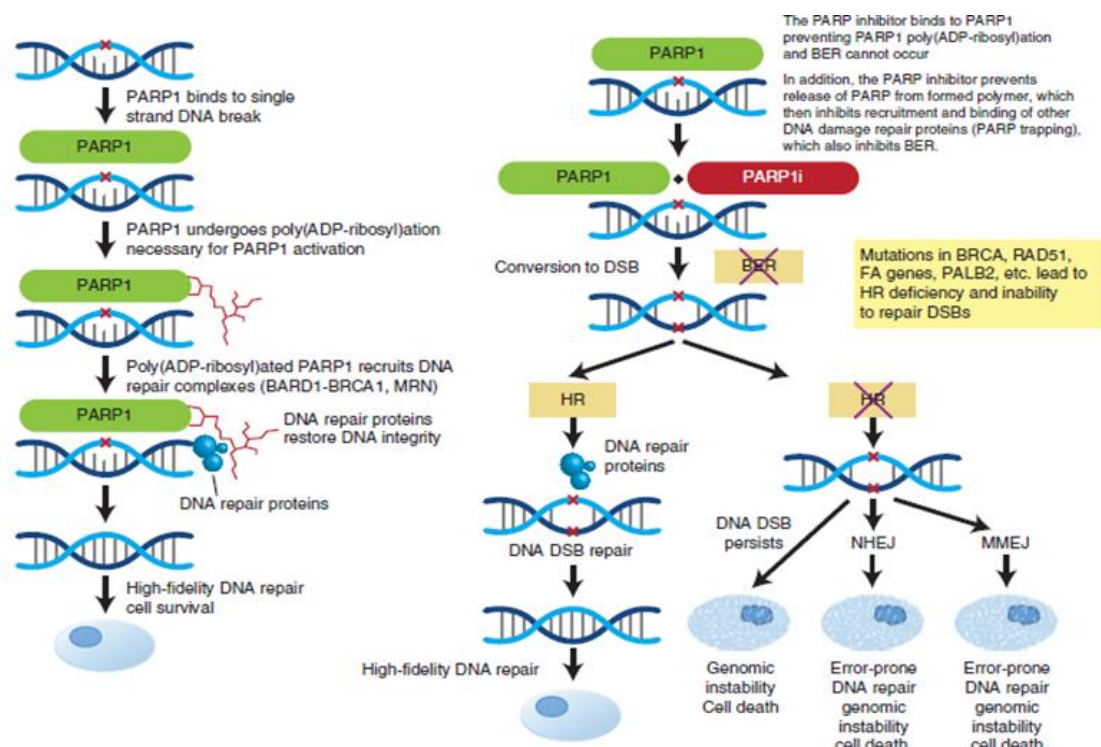 PARP1 binds to single
strand DNA break
PARP1
PARP1 undergoes poly(ADP-ribosyl)ation
necessary for PARP1 activation
PARP1
Poly(ADP-ribosyl)ated PARP1 recruits DNA
repair complexes (BARD1-BRCA1, MRN)
PARP1
DNA repair proteins
restore DNA integrity
DNA repair proteins
High-fidelity DNA repair
cell survival
PARP1
The PARP inhibitor binds to PARP1
preventing PARP1 poly(ADP-ribosyl)ation
and BER cannot occur
In addition, the PARP inhibitor prevents
release of PARP from formed polymer, which
then inhibits recruitment and binding of other
DNA damage repair proteins (PARP trapping),
which also inhibits BER.
PARP1
PARP1i
Conversion to DSB
BER
Mutations in BRCA, RAD51,
FA genes, PALB2, etc. lead to
HR deficiency and inability
to repair DSBs
HR
DNA repair
proteins
DNA DSB repair
High-fidelity DNA repair
HR
DNA DSB
persists
NHEJ
MMEJ
Genomic
instability
Cell death
Error-prone
DNA repair
genomic
instability
cell death
Error-prone
DNA repair
genomic
instability
cell death